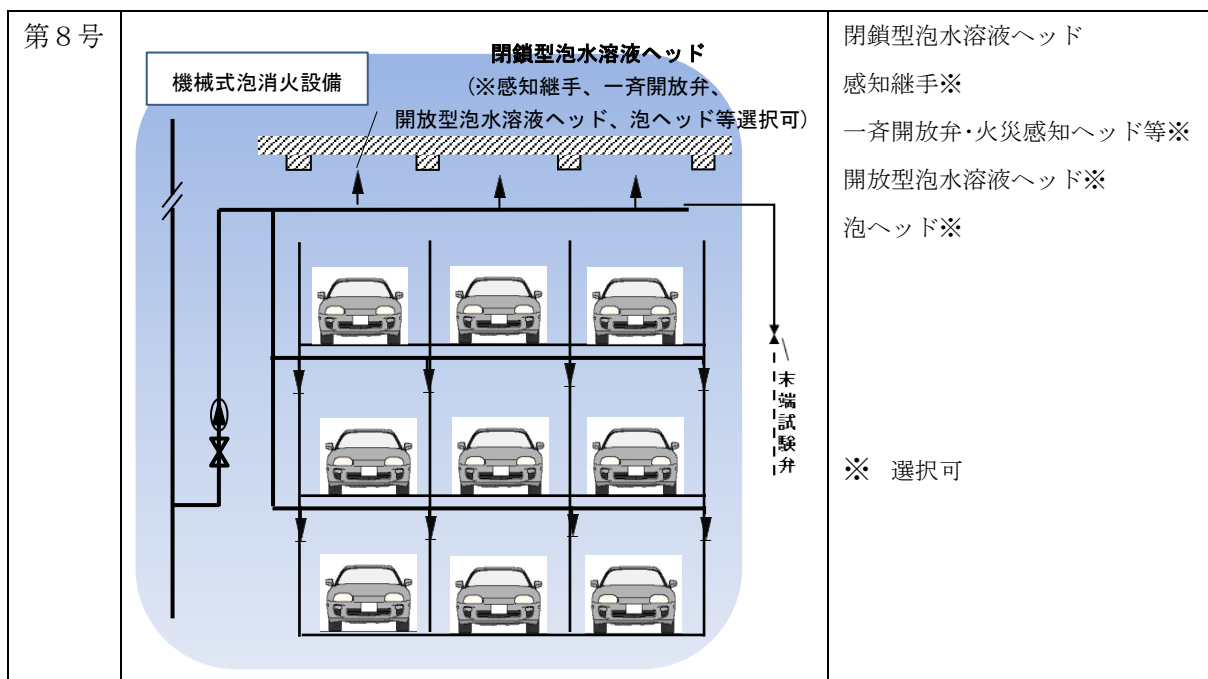 第８号
機械式泡消火設備
閉鎖型泡水溶液ヘッド
(※感知継手、一斉開放弁、
開放型泡水溶液ヘッド、泡ヘッド等選択可)
末端試験弁
閉鎖型泡水溶液ヘッド
感知継手※
一斉開放弁・火災感知ヘッド等※
開放型泡水溶液ヘッド※
泡ヘッド※
※　選択可